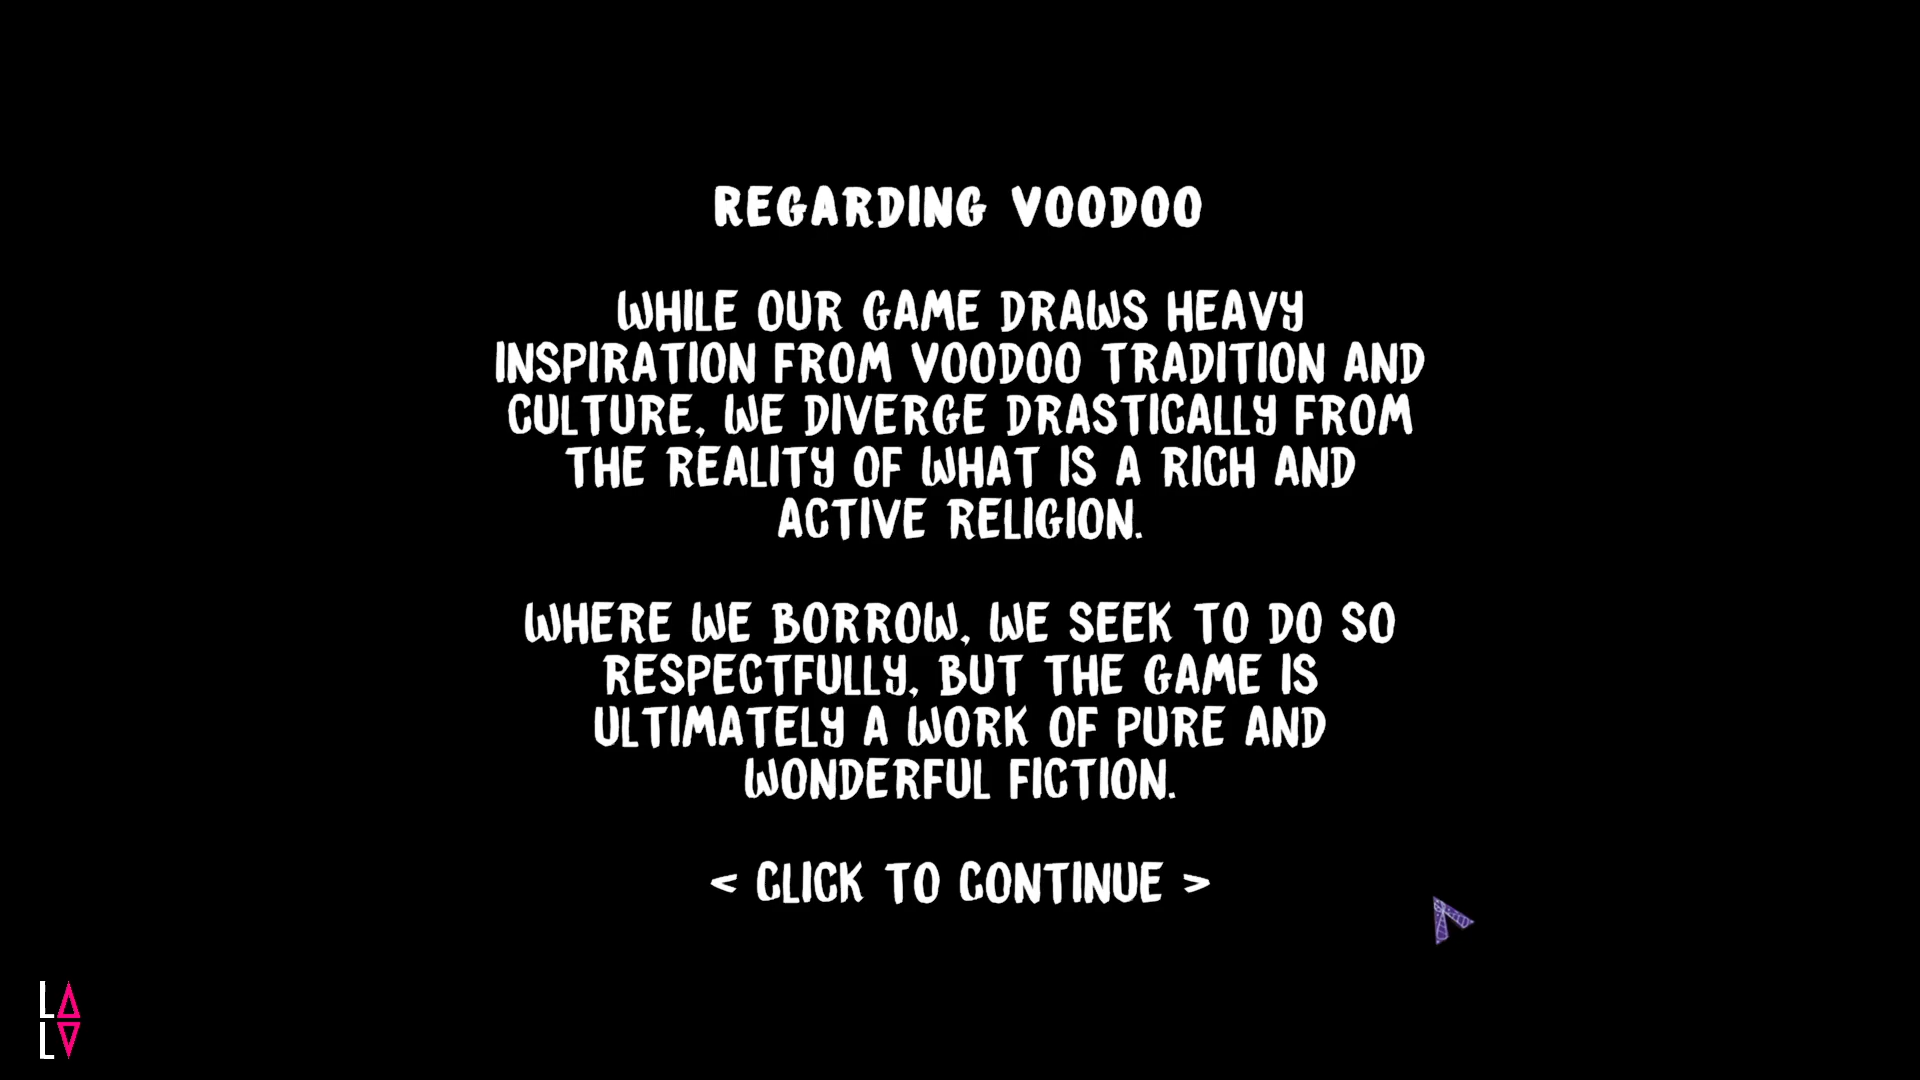 REGARDING VOODOO
WHILE OUR GAME DRAWS HEAVY
INSPIRATION FROM VOODOO TRADITION AND
CULTURE, WE DIVERGE DRASTICALLY FROM
THE REALITY OF WHAT IS A RICH AND
ACTIVE RELIGION.
WHERE WE BORROW, WE SEEK TO DO SO
RESPECTFULLY, BUT THE GAME IS
ULTIMATELY A WORK OF PURE AND
WONDERFUL FICTION.
< CLICK TO CONTINUE >
L
L